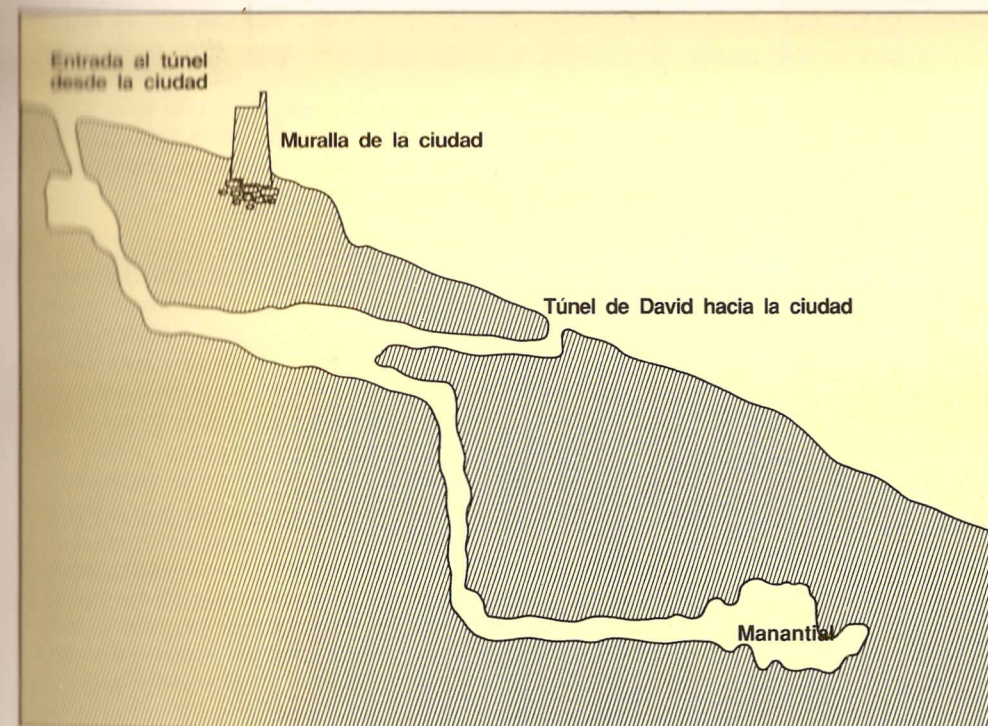 Entrada al túnel
desde la ciudad
Muralla de la ciudad
Túnel de David hacia la ciudad
Manantial